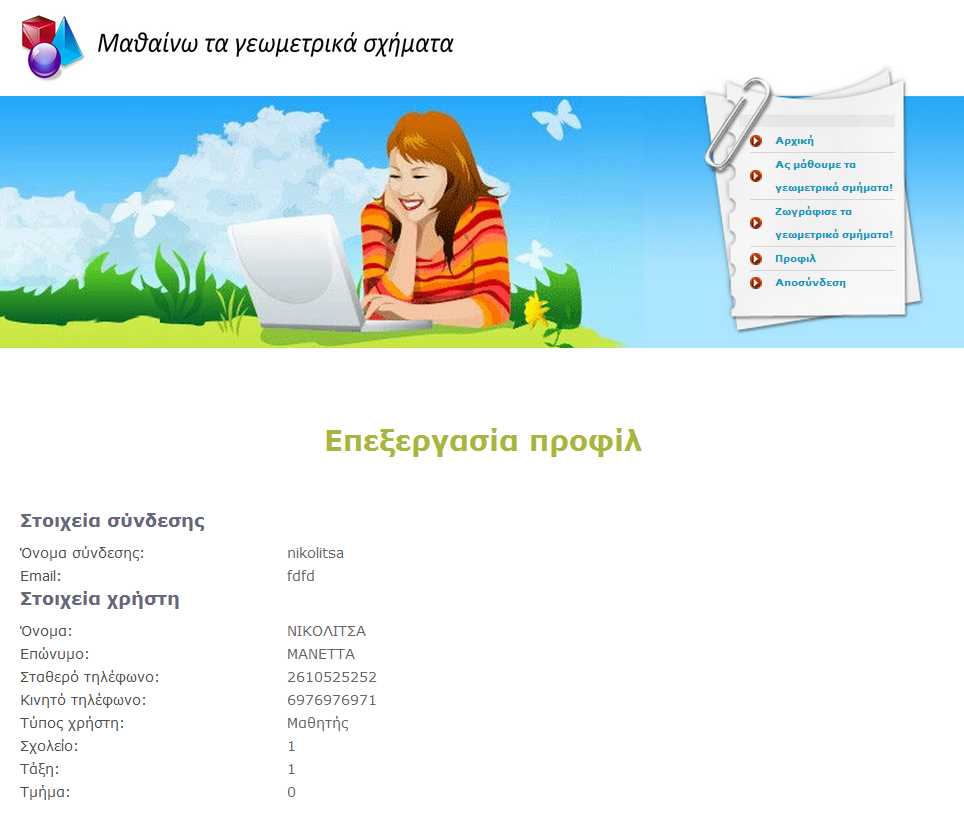 Μαθαίνω τα γεωμετρικά σχήματα
Αρχική
Ας μάθουμε τα
γεωμετρικά σμήματα!
Ζωγράφισε τα
γεωμετρικά σμήματα!
Προφιλ
Αποσύνδεση
Επεξεργασία προφίλ
Στοιχεία σύνδεσης
Όνομα σύνδεσης: nikolitsa
Email: fdfd
Στοιχεία χρήστη
Όνομα: ΝΙΚΟΛΙΤΣΑ
Επώνυμο: ΜΑΝΕΤΤΑ
Σταθερό τηλέφωνο: 2610525252
Κινητό τηλέφωνο: 6976976971
Τύπος χρήστη: Μαθητής
Σχολείο: 1
Τάξη: 1
Τμήμα: 0